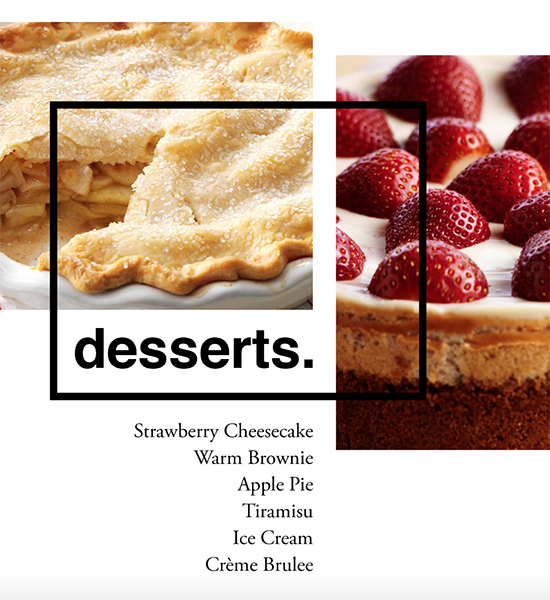 desserts.
Strawberry Cheesecake
Warm Brownie
Apple Pie
Tiramisu
Ice Cream
Crème Brulee